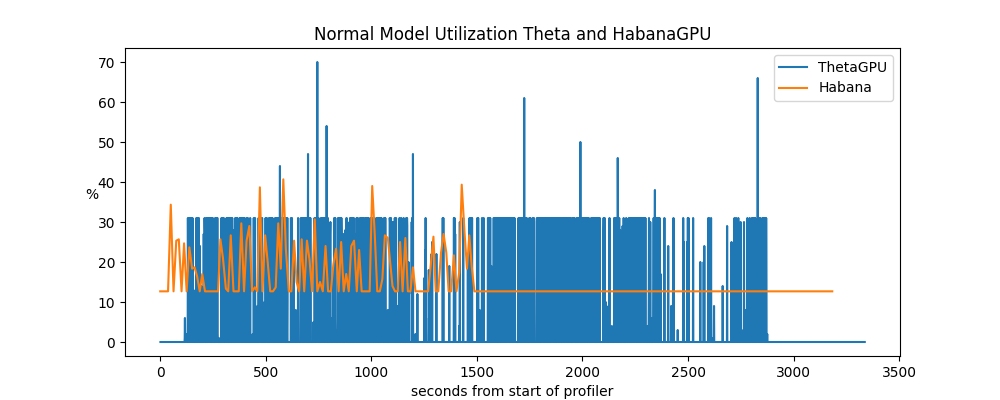 Normal Model Utilization Theta and HabanaGPU
ThetaGPU
Habana
70
60
50
40
%
30
20
10
0
0 500 1000 1500 2000 2500 3000 3500
seconds from start of profiler